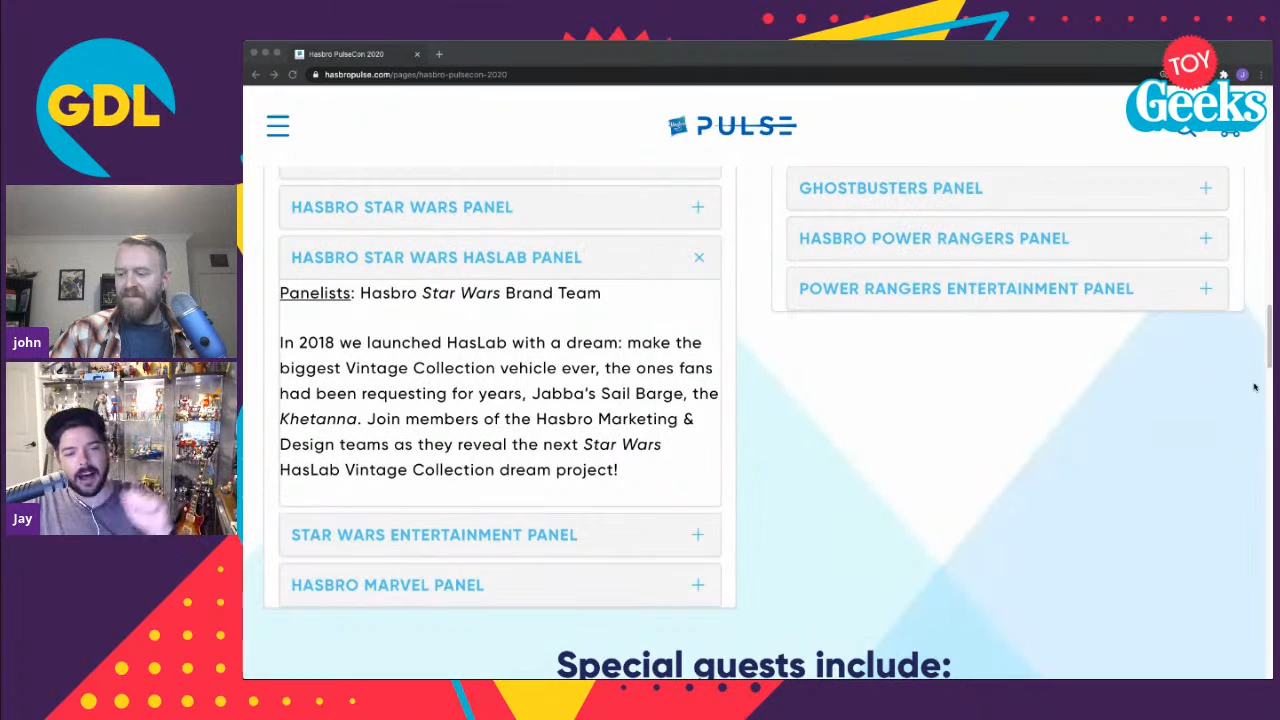 GDL
Hasbro PulseCon 2020
hasbropulse.com/pages/hasbro-pulsecon-2020
J
TOY
Geeks
Hasbro
PULSE
HASBRO STAR WARS PANEL
HASBRO STAR WARS HASLAB PANEL
Panelists: Hasbro Star Wars Brand Team
In 2018 we launched HasLab with a dream: make the
biggest Vintage Collection vehicle ever, the ones fans
had been requesting for years, Jabba's Sail Barge, the
Khetanna. Join members of the Hasbro Marketing &
Design teams as they reveal the next Star Wars
HasLab Vintage Collection dream project!
STAR WARS ENTERTAINMENT PANEL
HASBRO MARVEL PANEL
GHOSTBUSTERS PANEL
HASBRO POWER RANGERS PANEL
POWER RANGERS ENTERTAINMENT PANEL
Special guests include:
john
Jay